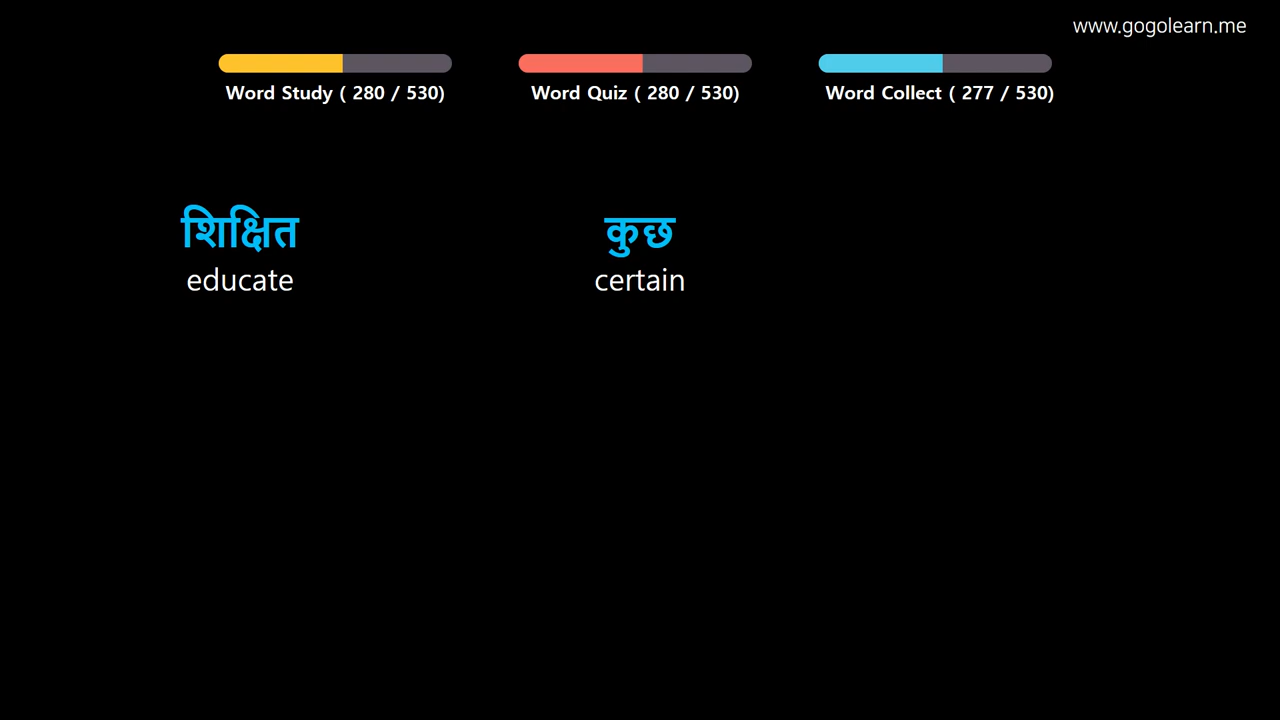 www.gogolearn.me
Word Study ( 280 / 530)
Word Quiz ( 280 / 530)
Word Collect ( 277 / 530)
शिक्षित
educate
कुछ
certain